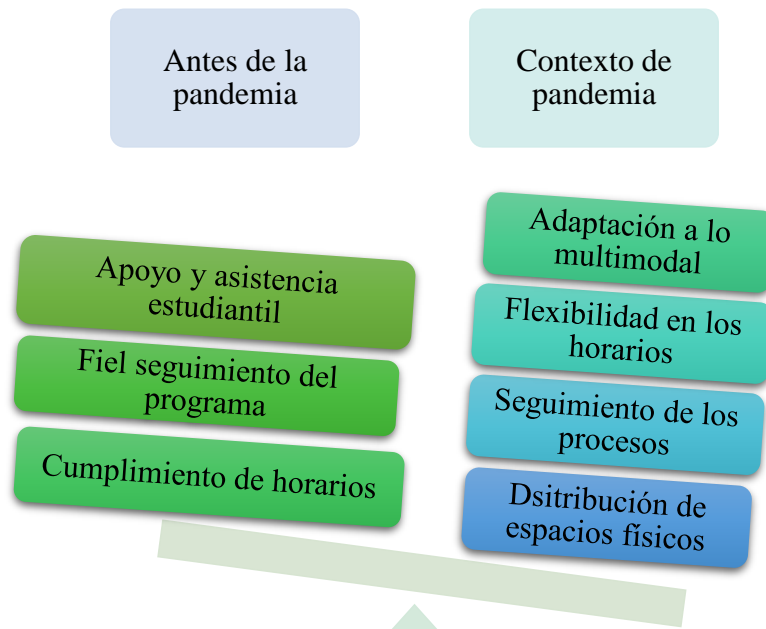 Antes de la
pandemia
Contexto de
pandemia
Apoyo y asistencia
estudiantil
Fiel seguimiento del
programa
Cumplimiento de horarios
Adaptación a lo
multimodal
Flexibilidad en los
horarios
Seguimiento de los
procesos
Dsitribución de
espacios físicos